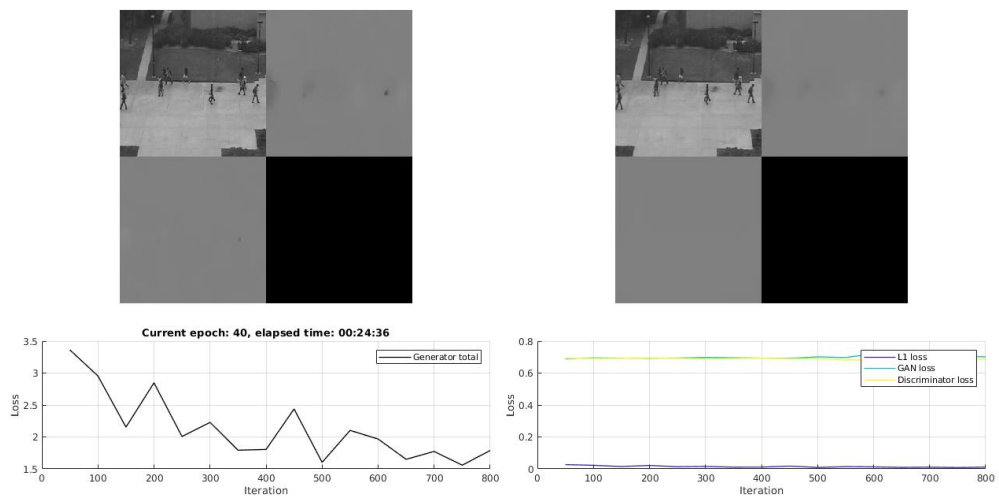 Current epoch: 40, elapsed time: 00:24:36
3.5
3
2.5
2
1.5
Loss
0 100 200 300 400 500 600 700 800
Iteration
Generator total
0.8
0.6
0.4
0.2
0
Loss
0 100 200 300 400 500 600 700 800
Iteration
L1 loss
GAN loss
Discriminator loss